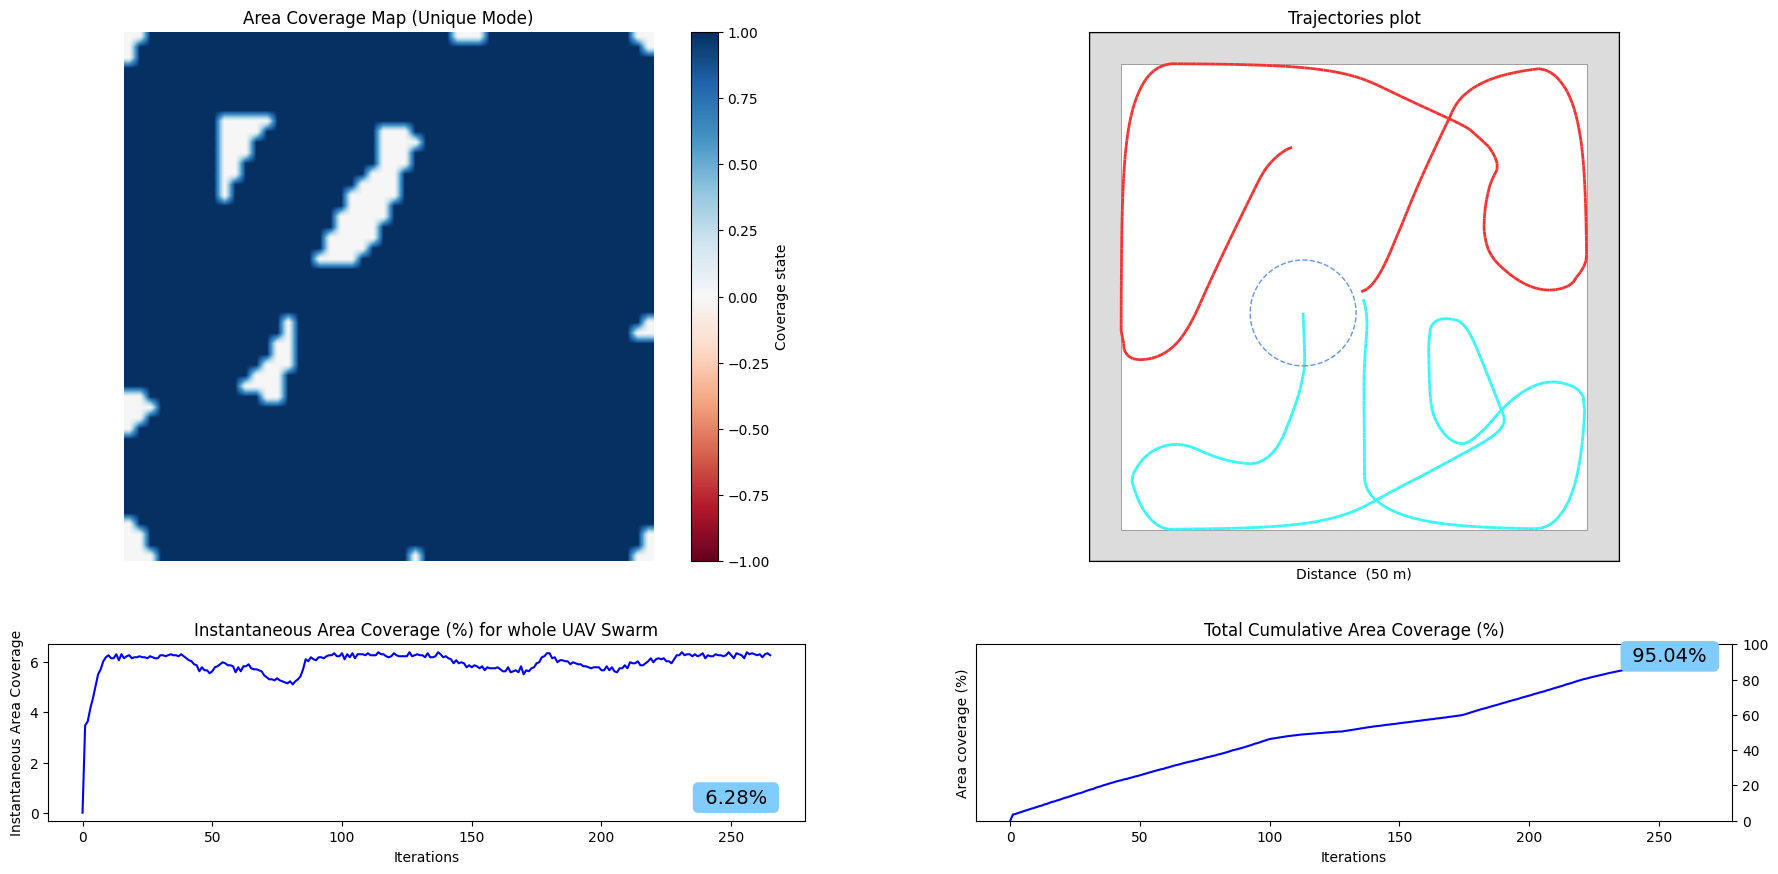 Area Coverage Map (Unique Mode)
1.00
0.75
0.50
0.25
0.00
−0.25
−0.50
−0.75
−1.00
Coverage state
Trajectories plot
Distance  (50 m)
Instantaneous Area Coverage (%) for whole UAV Swarm
Instantaneous Area Coverage
6
4
2
0
6.28%
0 50 100 150 200 250
Iterations
Total Cumulative Area Coverage (%)
Area coverage (%)
95.04%
100
80
60
40
20
0
0 50 100 150 200 250
Iterations